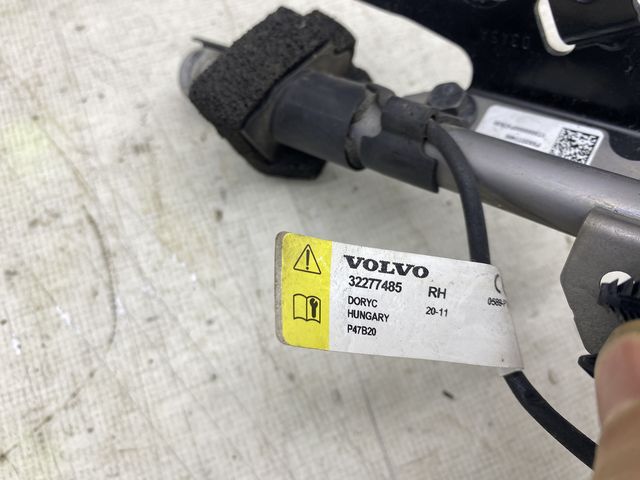 VOLVO
32277485 RH
DORYC 20-11
HUNGARY
P47B20